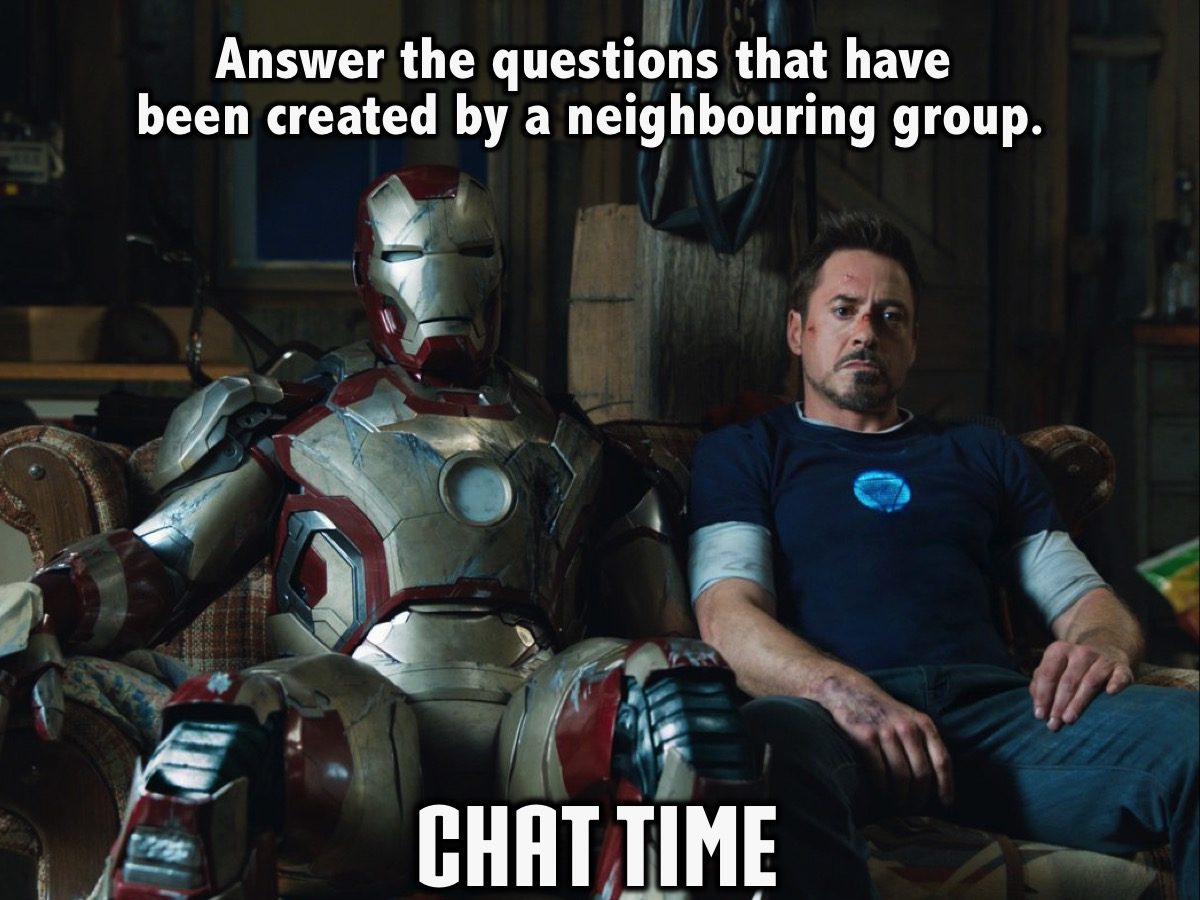 Answer the questions that have
been created by a neighbouring group.
CHAT TIME